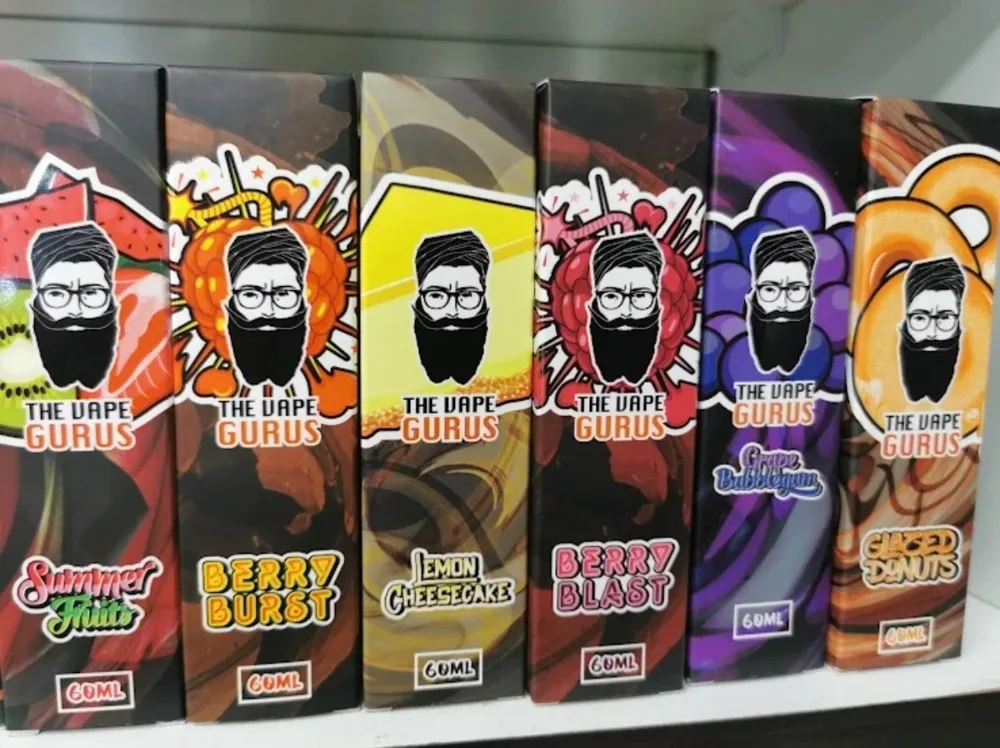 THE VAPE
GURUS
Summer
Fruits
60ML
THE VAPE
GURUS
BERRY
BURST
60ML
THE VAPE
GURUS
LEMON
CHEESECAKE
60ML
THE VAPE
GURUS
BERRY
BLAST
60ML
THE VAPE
GURUS
Grape
Bubblegum
60ML
THE VAPE
GURUS
GLAZED
DONUTS
60ML